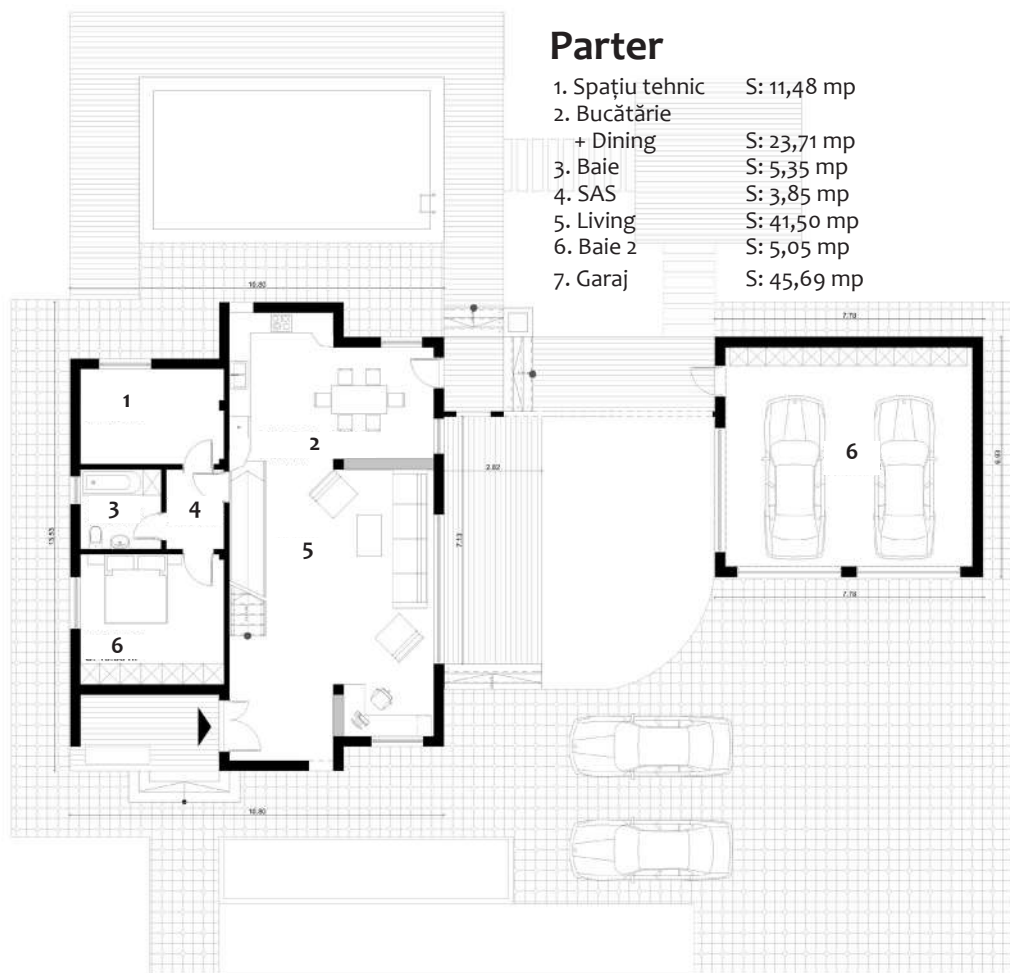 Parter
1. Spațiu tehnic S: 11,48 mp
2. Bucătărie
+ Dining S: 23,71 mp
3. Baie S: 5,35 mp
4. SAS S: 3,85 mp
5. Living S: 41,50 mp
6. Baie 2 S: 5,05 mp
7. Garaj S: 45,69 mp
10.80
7.78
1
2
6
2.82
6.93
3
4
13.53
7.13
5
7.78
6
10.80